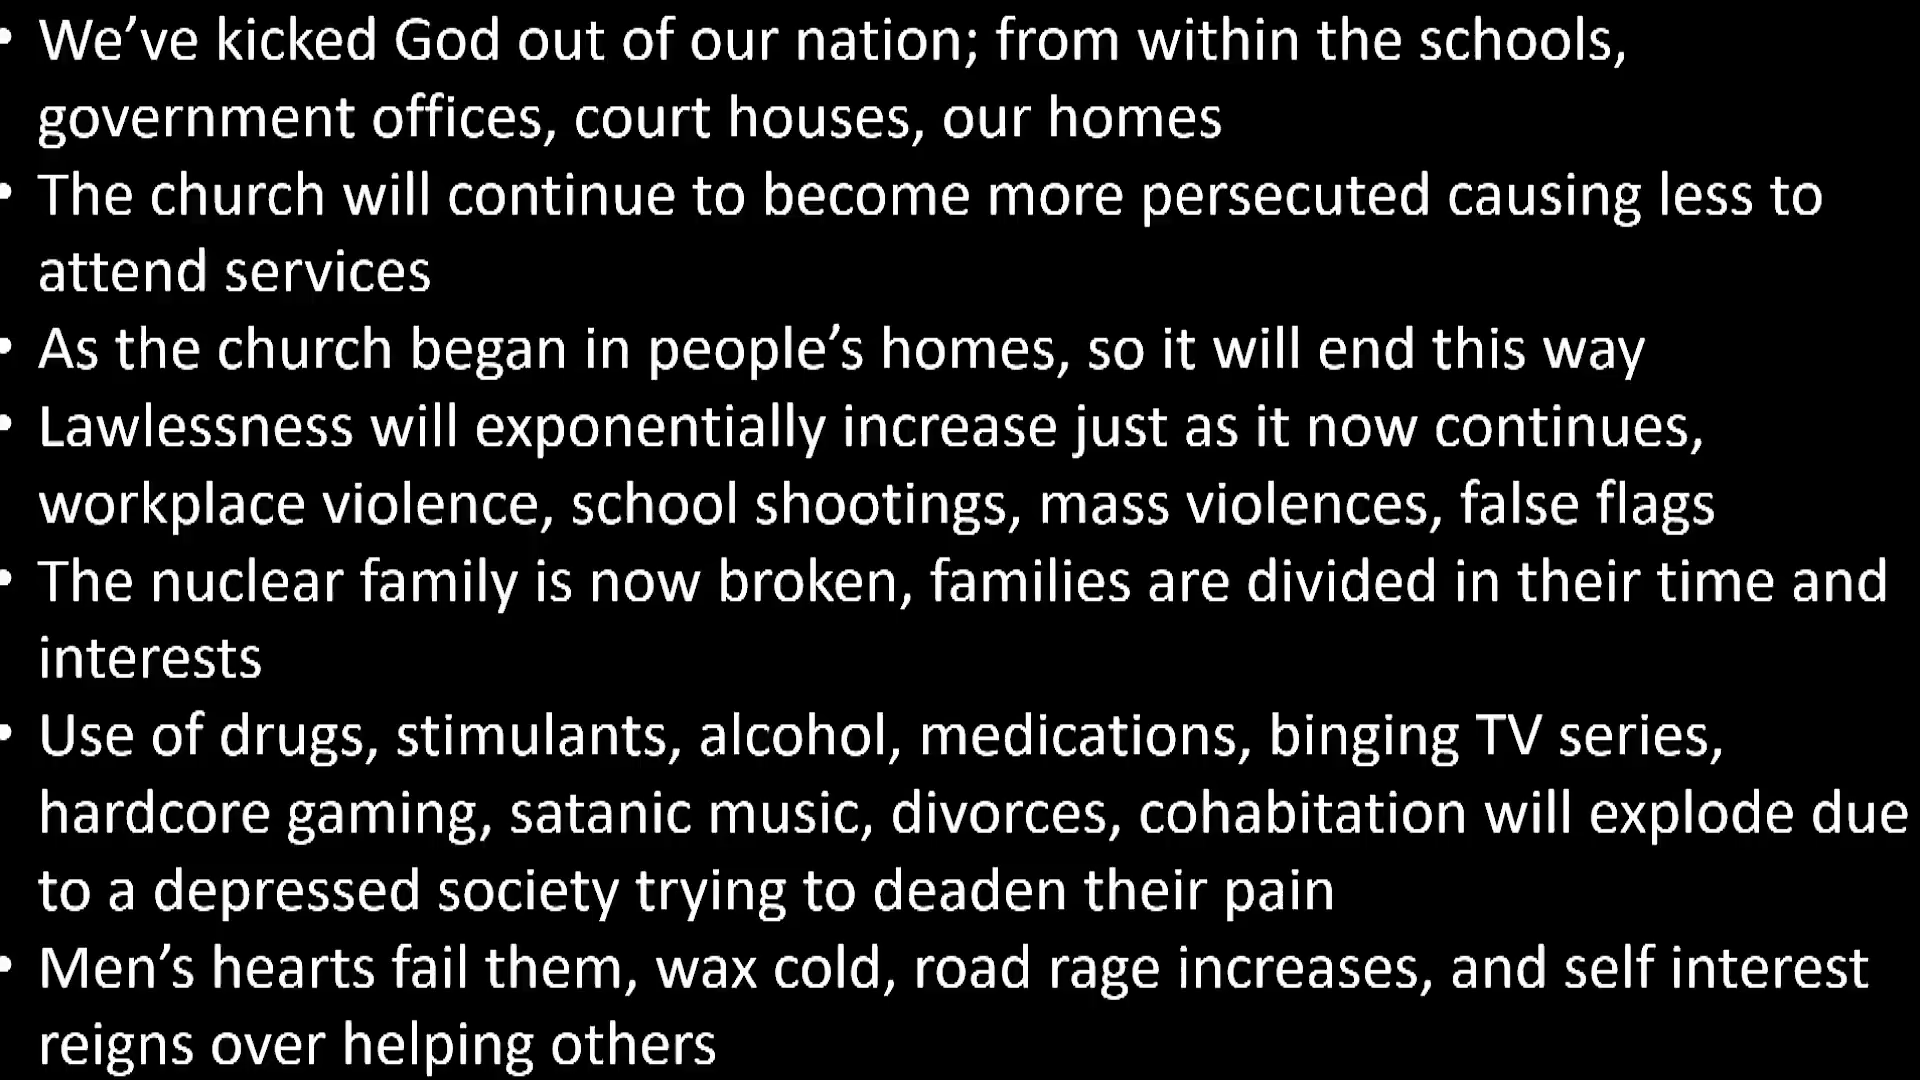 • We’ve kicked God out of our nation; from within the schools,
government offices, court houses, our homes
• The church will continue to become more persecuted causing less to
attend services
• As the church began in people’s homes, so it will end this way
• Lawlessness will exponentially increase just as it now continues,
workplace violence, school shootings, mass violences, false flags
• The nuclear family is now broken, families are divided in their time and
interests
• Use of drugs, stimulants, alcohol, medications, binging TV series,
hardcore gaming, satanic music, divorces, cohabitation will explode due
to a depressed society trying to deaden their pain
• Men’s hearts fail them, wax cold, road rage increases, and self interest
reigns over helping others